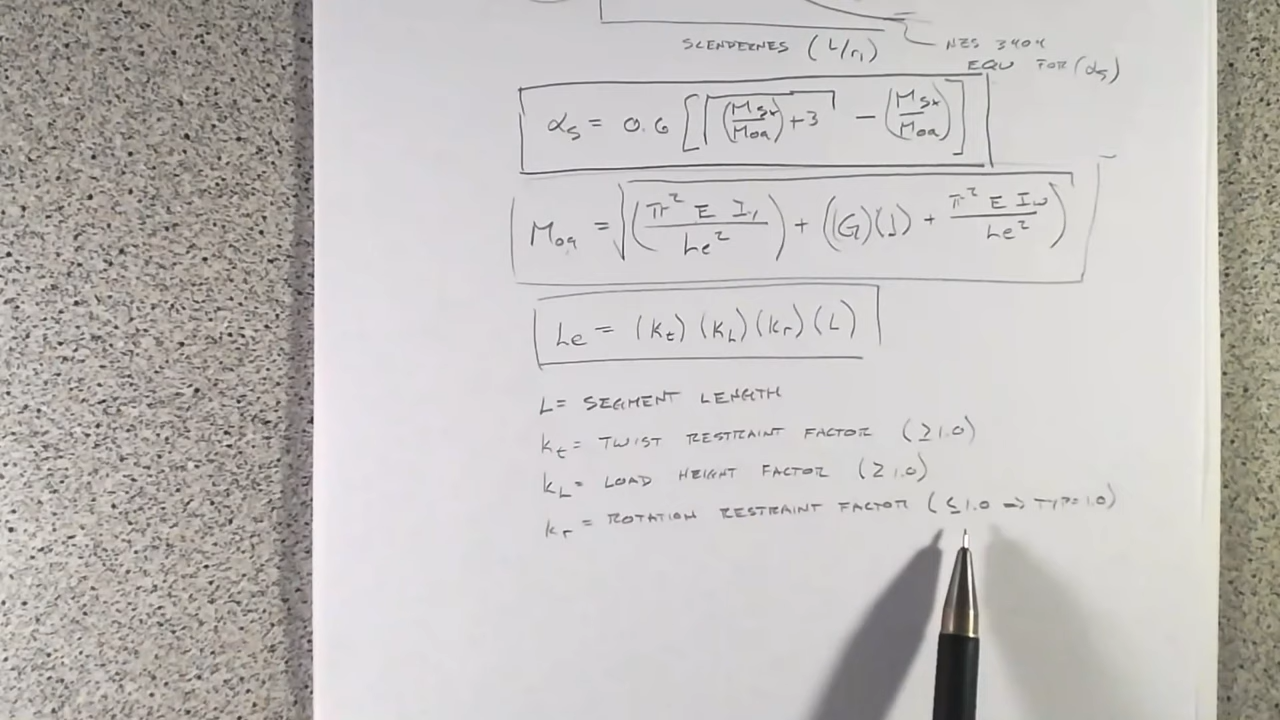 SLENDERNES (L/r₁)
NZS 3404
EQU FOR (αs)
αs = 0.6 [√((Msx/Moa)+3) − (Msx/Moa)]
Moa = √((π² E I₁/Le²) + ((G)(J) + π² E Iw/Le²))
Le = (kt) (kL) (kr) (L)
L = SEGMENT LENGTH
kt = TWIST RESTRAINT FACTOR (≥1.0)
kL = LOAD HEIGHT FACTOR (≥ 1.0)
kr = ROTATION RESTRAINT FACTOR (≤ 1.0 ⇒ TYP = 1.0)